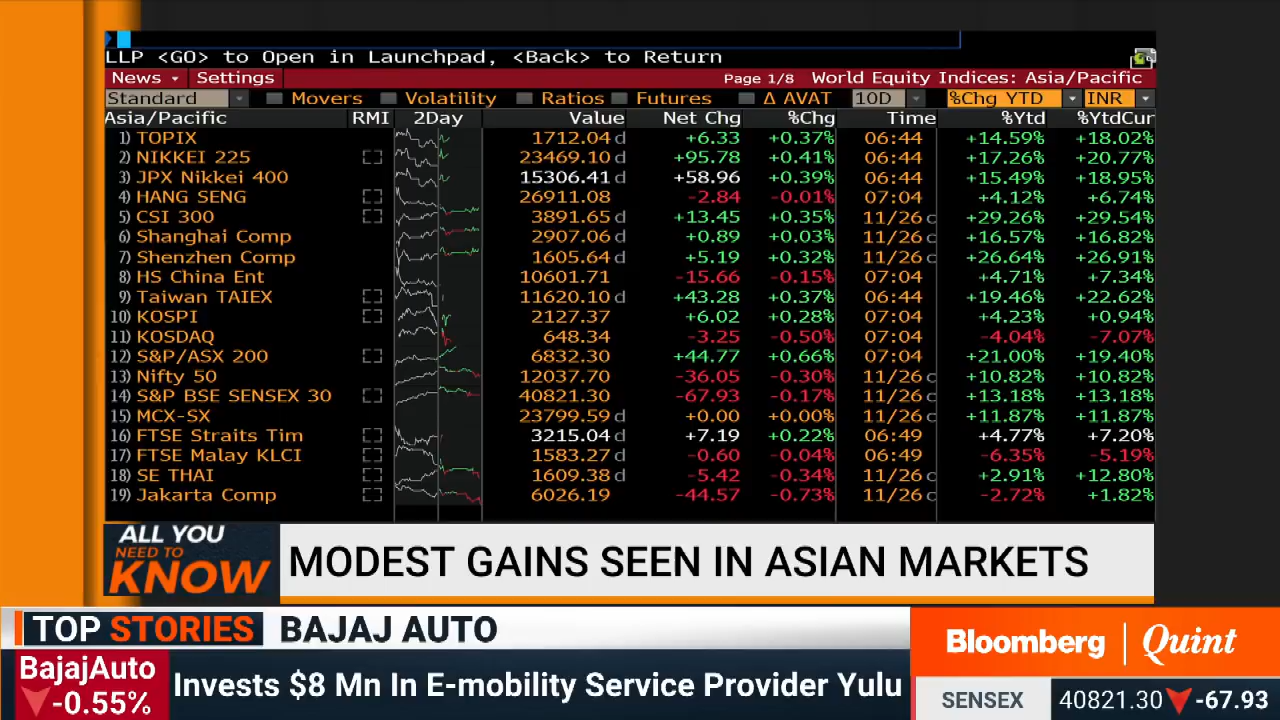 LLP <GO> to Open in Launchpad, <Back> to Return
News Settings Page 1/8 World Equity Indices: Asia/Pacific
Standard Movers Volatility Ratios Futures Δ AVAT 10D %Chg YTD INR
Asia/Pacific RMI 2Day Value Net Chg %Chg Time %Ytd %YtdCur
1) TOPIX 1712.04 d +6.33 +0.37% 06:44 +14.59% +18.02%
2) NIKKEI 225 23469.10 d +95.78 +0.41% 06:44 +17.26% +20.77%
3) JPX Nikkei 400 15306.41 d +58.96 +0.39% 06:44 +15.49% +18.95%
4) HANG SENG 26911.08 -2.84 -0.01% 07:04 +4.12% +6.74%
5) CSI 300 3891.65 d +13.45 +0.35% 11/26 c +29.26% +29.54%
6) Shanghai Comp 2907.06 d +0.89 +0.03% 11/26 c +16.57% +16.82%
7) Shenzhen Comp 1605.64 d +5.19 +0.32% 11/26 c +26.64% +26.91%
8) HS China Ent 10601.71 -15.66 -0.15% 07:04 +4.71% +7.34%
9) Taiwan TAIEX 11620.10 d +43.28 +0.37% 06:44 +19.46% +22.62%
10) KOSPI 2127.37 +6.02 +0.28% 07:04 +4.23% +0.94%
11) KOSDAQ 648.34 -3.25 -0.50% 07:04 -4.04% -7.07%
12) S&P/ASX 200 6832.30 +44.77 +0.66% 07:04 +21.00% +19.40%
13) Nifty 50 12037.70 -36.05 -0.30% 11/26 c +10.82% +10.82%
14) S&P BSE SENSEX 30 40821.30 -67.93 -0.17% 11/26 c +13.18% +13.18%
15) MCX-SX 23799.59 d +0.00 +0.00% 11/26 c +11.87% +11.87%
16) FTSE Straits Tim 3215.04 d +7.19 +0.22% 06:49 +4.77% +7.20%
17) FTSE Malay KLCI 1583.27 d -0.60 -0.04% 06:49 -6.35% -5.19%
18) SE THAI 1609.38 d -5.42 -0.34% 11/26 c +2.91% +12.80%
19) Jakarta Comp 6026.19 -44.57 -0.73% 11/26 c -2.72% +1.82%
ALL YOU
NEED TO
KNOW
MODEST GAINS SEEN IN ASIAN MARKETS
TOP STORIES BAJAJ AUTO
BajajAuto
-0.55%
Invests $8 Mn In E-mobility Service Provider Yulu
Bloomberg | Quint
SENSEX 40821.30 -67.93